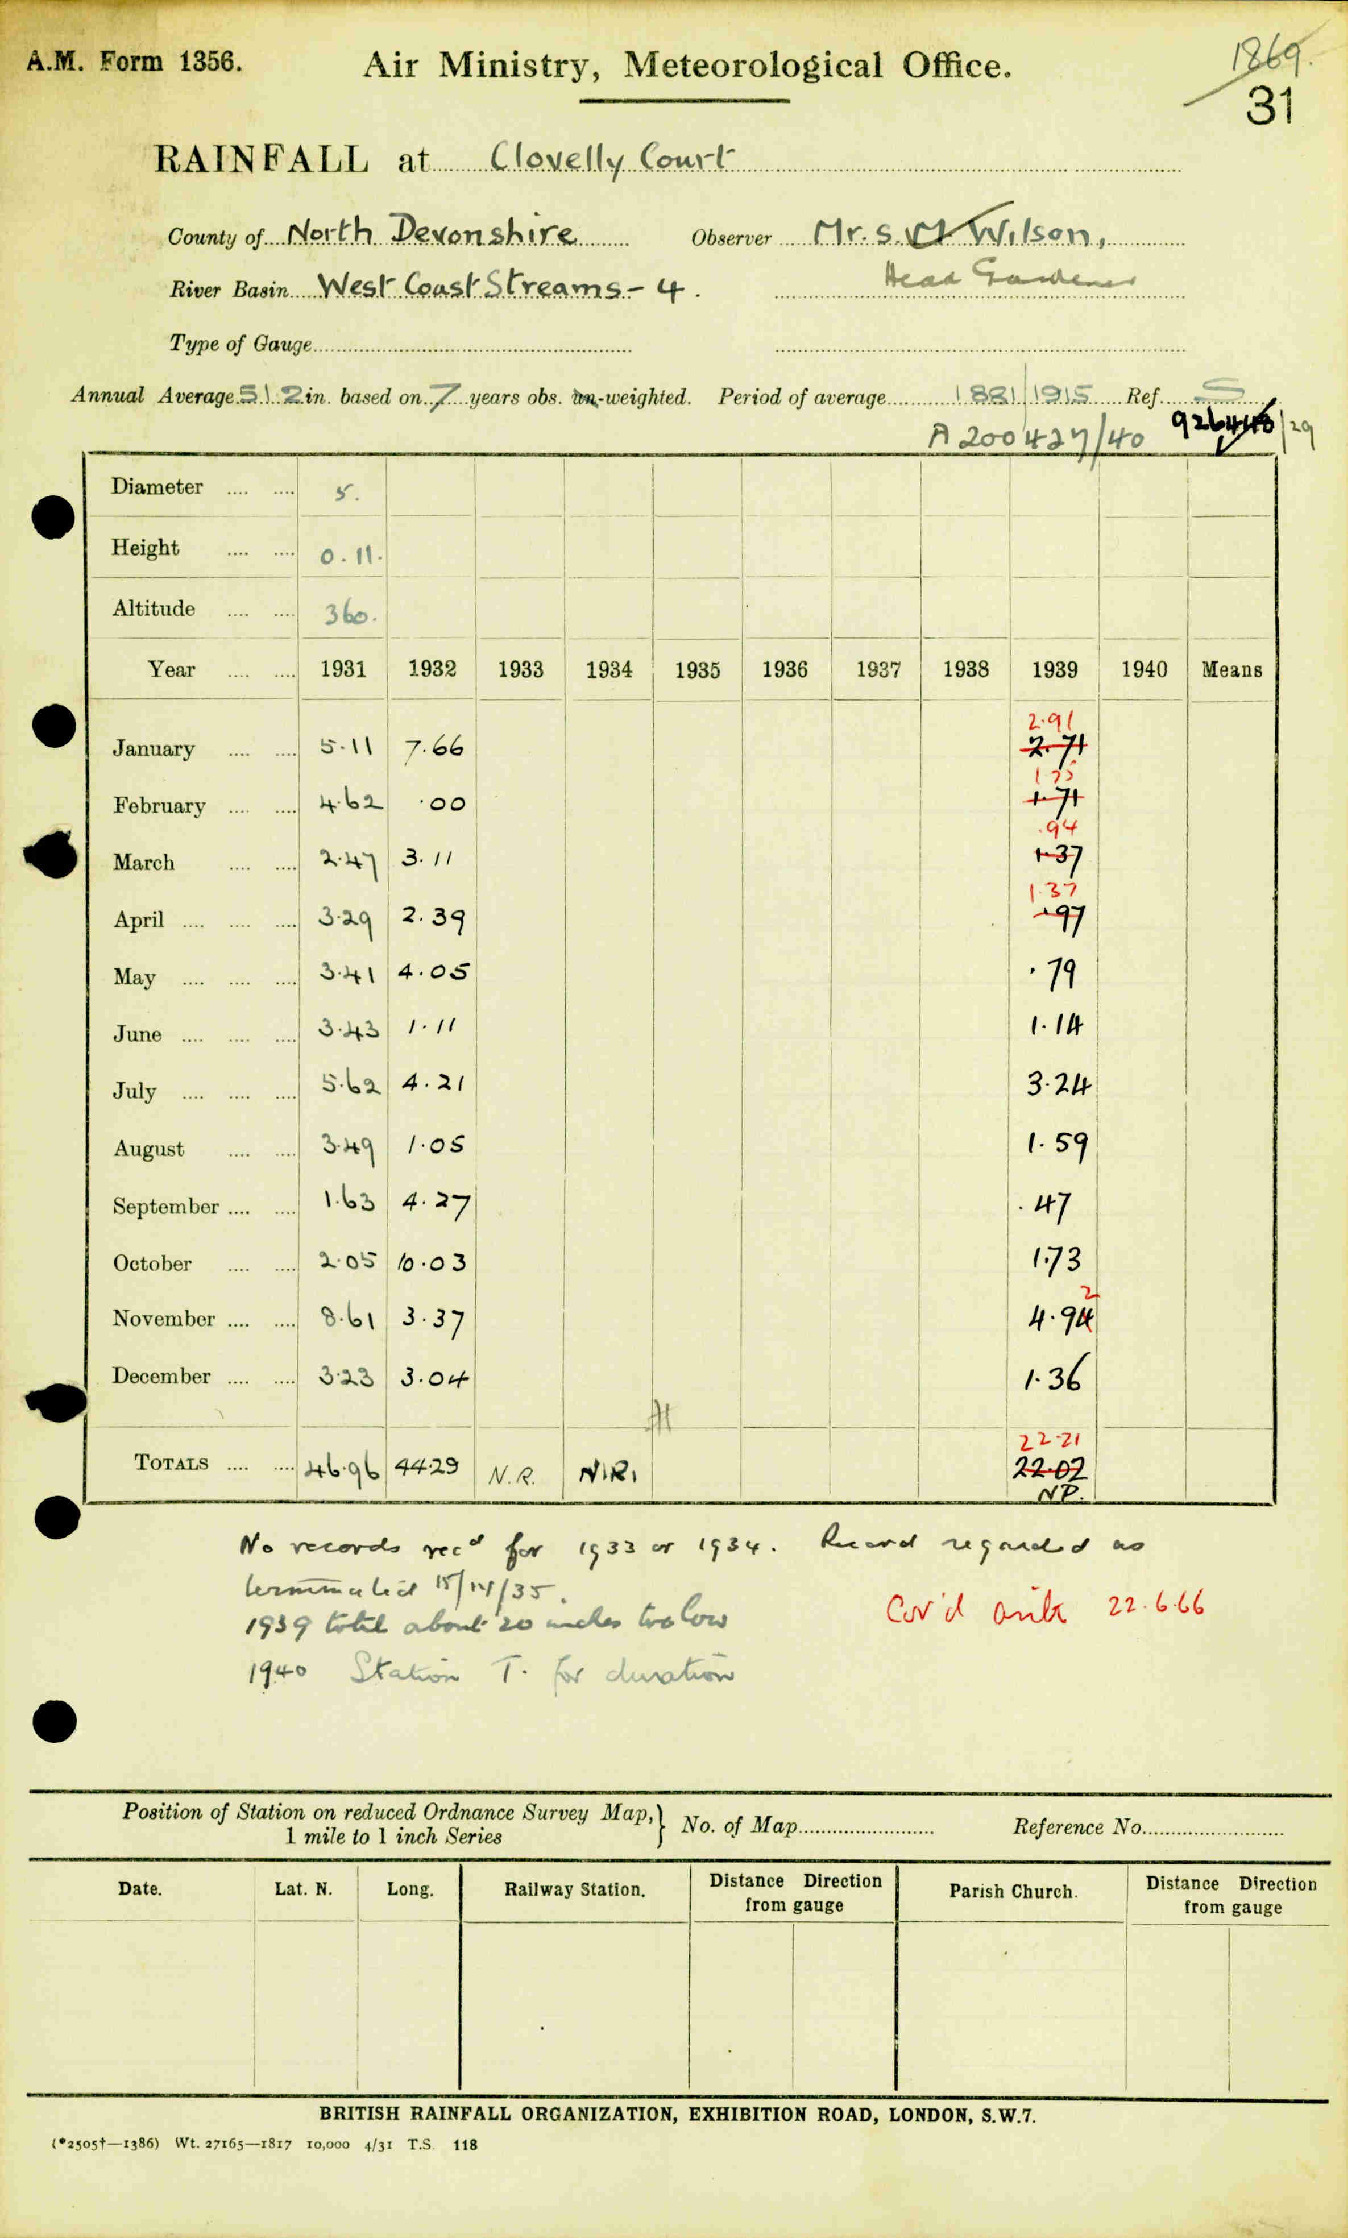 A.M. Form 1356.
Air Ministry, Meteorological Office.
1869.
31
RAINFALL at Clovelly Court
County of North Devonshire Observer Mr. S. Wilson,
River Basin West Coast Streams - 4. Head Gardener
Type of Gauge
Annual Average 51.2 in. based on 7 years obs. un-weighted. Period of average 1881 1915 Ref. S
A 200427/40 /29
Diameter 5.
Height 0.11.
Altitude 360.
Year 1931 1932 1933 1934 1935 1936 1937 1938 1939 1940 Means
2.91
January 5.11 7.66 2.71
February 4.62 .00 1.71
.94
March 2.47 3.11 1.37
1.37
April 3.29 2.39 .97
May 3.41 4.05 .79
June 3.43 1.11 1.14
July 5.62 4.21 3.24
August 3.49 1.05 1.59
September 1.63 4.27 .47
October 2.05 10.03 1.73
2
November 8.61 3.37 4.94
December 3.23 3.04 1.36
22.21
TOTALS 46.96 44.29 N.R. N.R. 22.02
NP.
No records recd for 1933 or 1934. Record regarded as
terminated 15/14/35.
1939 total about 20 inches too low
Cor'd arith 22.6.66
1940 Station T. for duration
Position of Station on reduced Ordnance Survey Map,} No. of Map Reference No.
1 mile to 1 inch Series
Date. Lat. N. Long. Railway Station. Distance Direction from gauge Parish Church. Distance Direction from gauge
BRITISH RAINFALL ORGANIZATION, EXHIBITION ROAD, LONDON, S.W.7.
(*2505†—1386) Wt. 27165—1817 10,000 4/31 T.S. 118